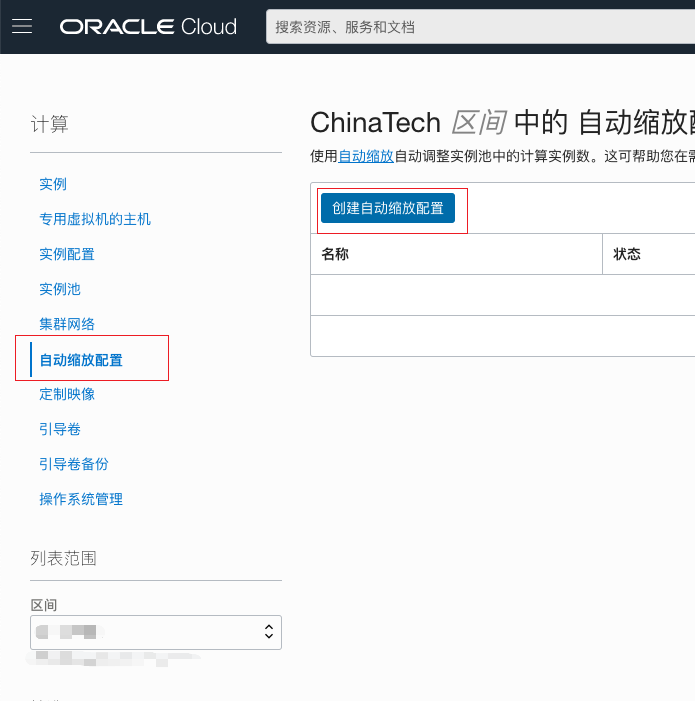 ORACLE Cloud
搜索资源、服务和文档
计算
实例
专用虚拟机的主机
实例配置
实例池
集群网络
自动缩放配置
定制映像
引导卷
引导卷备份
操作系统管理
列表范围
区间
ChinaTech 区间 中的 自动缩放
使用自动缩放自动调整实例池中的计算实例数。这可帮助您在
创建自动缩放配置
名称
状态